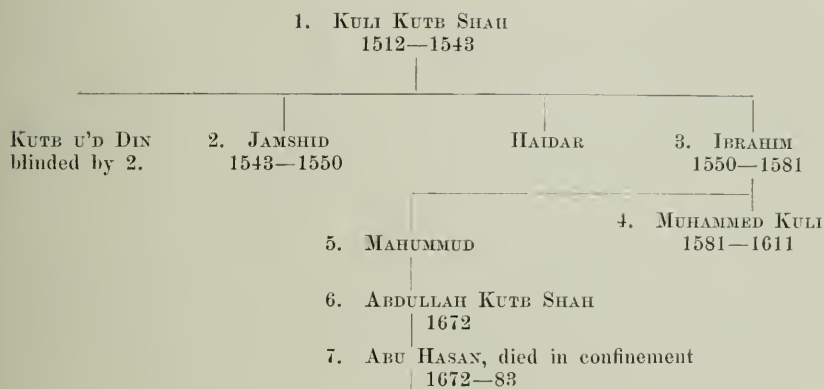 1. KULI KUTB SHAH
1512—1543
KUTB U'D DIN 2. JAMSHID HAIDAR 3. IBRAHIM
blinded by 2. 1543—1550 1550—1581
4. MUHAMMED KULI
5. MAHUMMUD 1581—1611
6. ABDULLAH KUTB SHAH
1672
7. ABU HASAN, died in confinement
1672—83